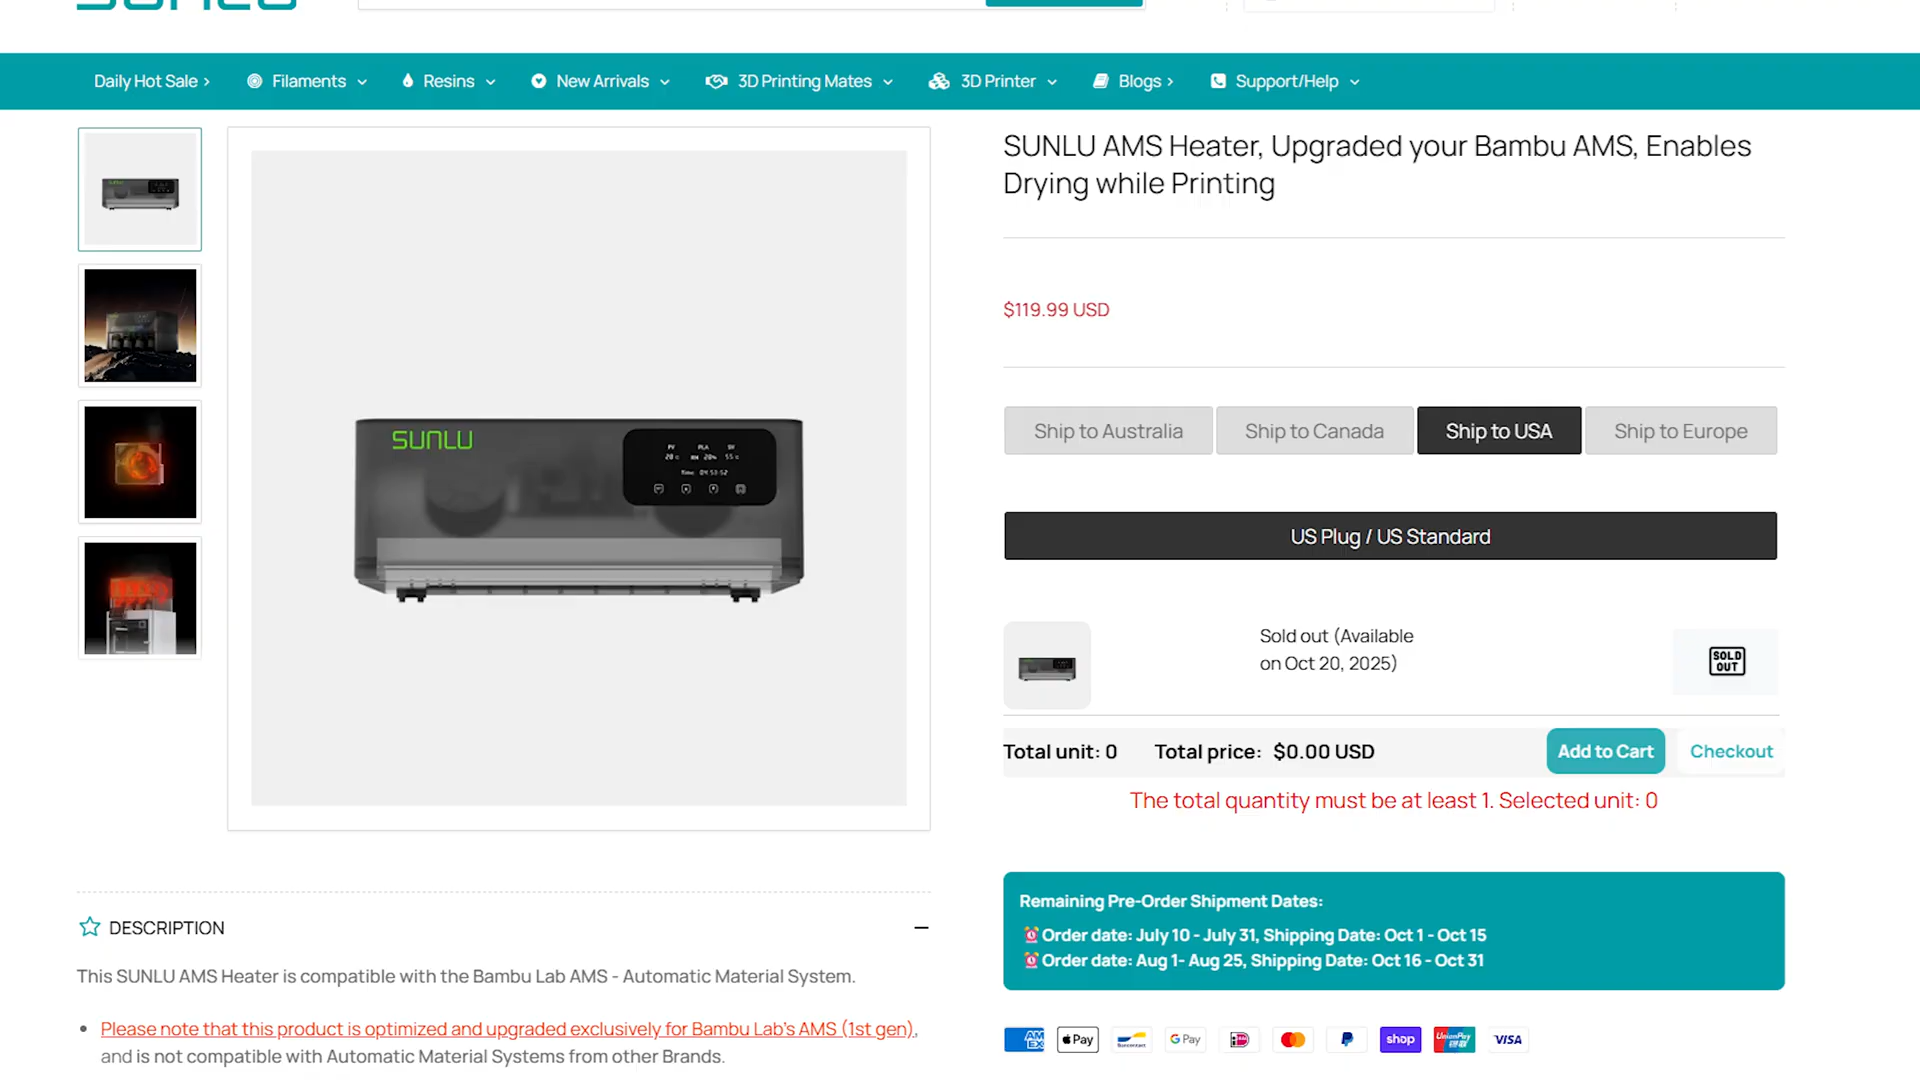 SUNLU
Daily Hot Sale >
Filaments
Resins
New Arrivals
3D Printing Mates
3D Printer
Blogs >
Support/Help
SUNLU AMS Heater, Upgraded your Bambu AMS, Enables
Drying while Printing
$119.99 USD
Ship to Australia
Ship to Canada
Ship to USA
Ship to Europe
SUNLU
PV PLA SV
US Plug / US Standard
Sold out (Available
on Oct 20, 2025)
SOLD
OUT
Total unit: 0 Total price: $0.00 USD
Add to Cart
Checkout
The total quantity must be at least 1. Selected unit: 0
Remaining Pre-Order Shipment Dates:
⏰Order date: July 10 - July 31, Shipping Date: Oct 1 - Oct 15
⏰Order date: Aug 1- Aug 25, Shipping Date: Oct 16 - Oct 31
DESCRIPTION
This SUNLU AMS Heater is compatible with the Bambu Lab AMS - Automatic Material System.
Please note that this product is optimized and upgraded exclusively for Bambu Lab's AMS (1st gen),
and is not compatible with Automatic Material Systems from other Brands.
AM EX
Pay
Bancontact
G Pay
shop
UnionPay
VISA